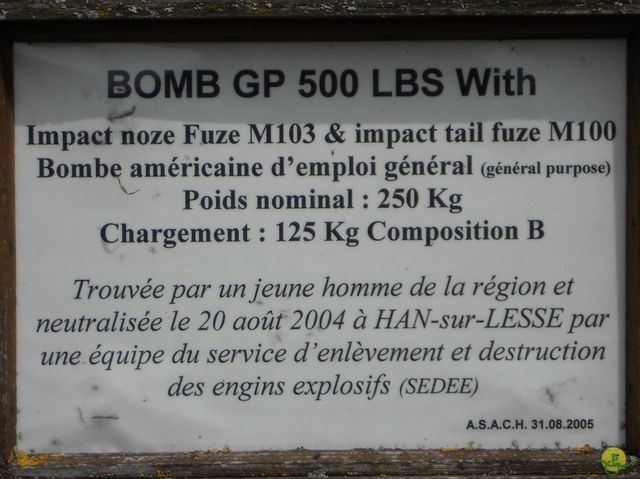 BOMB GP 500 LBS With
Impact noze Fuze M103 & impact tail fuze M100
Bombe américaine d'emploi général (général purpose)
Poids nominal : 250 Kg
Chargement : 125 Kg Composition B
Trouvée par un jeune homme de la région et
neutralisée le 20 août 2004 à HAN-sur-LESSE par
une équipe du service d'enlèvement et destruction
des engins explosifs (SEDEE)
A.S.A.C.H. 31.08.2005